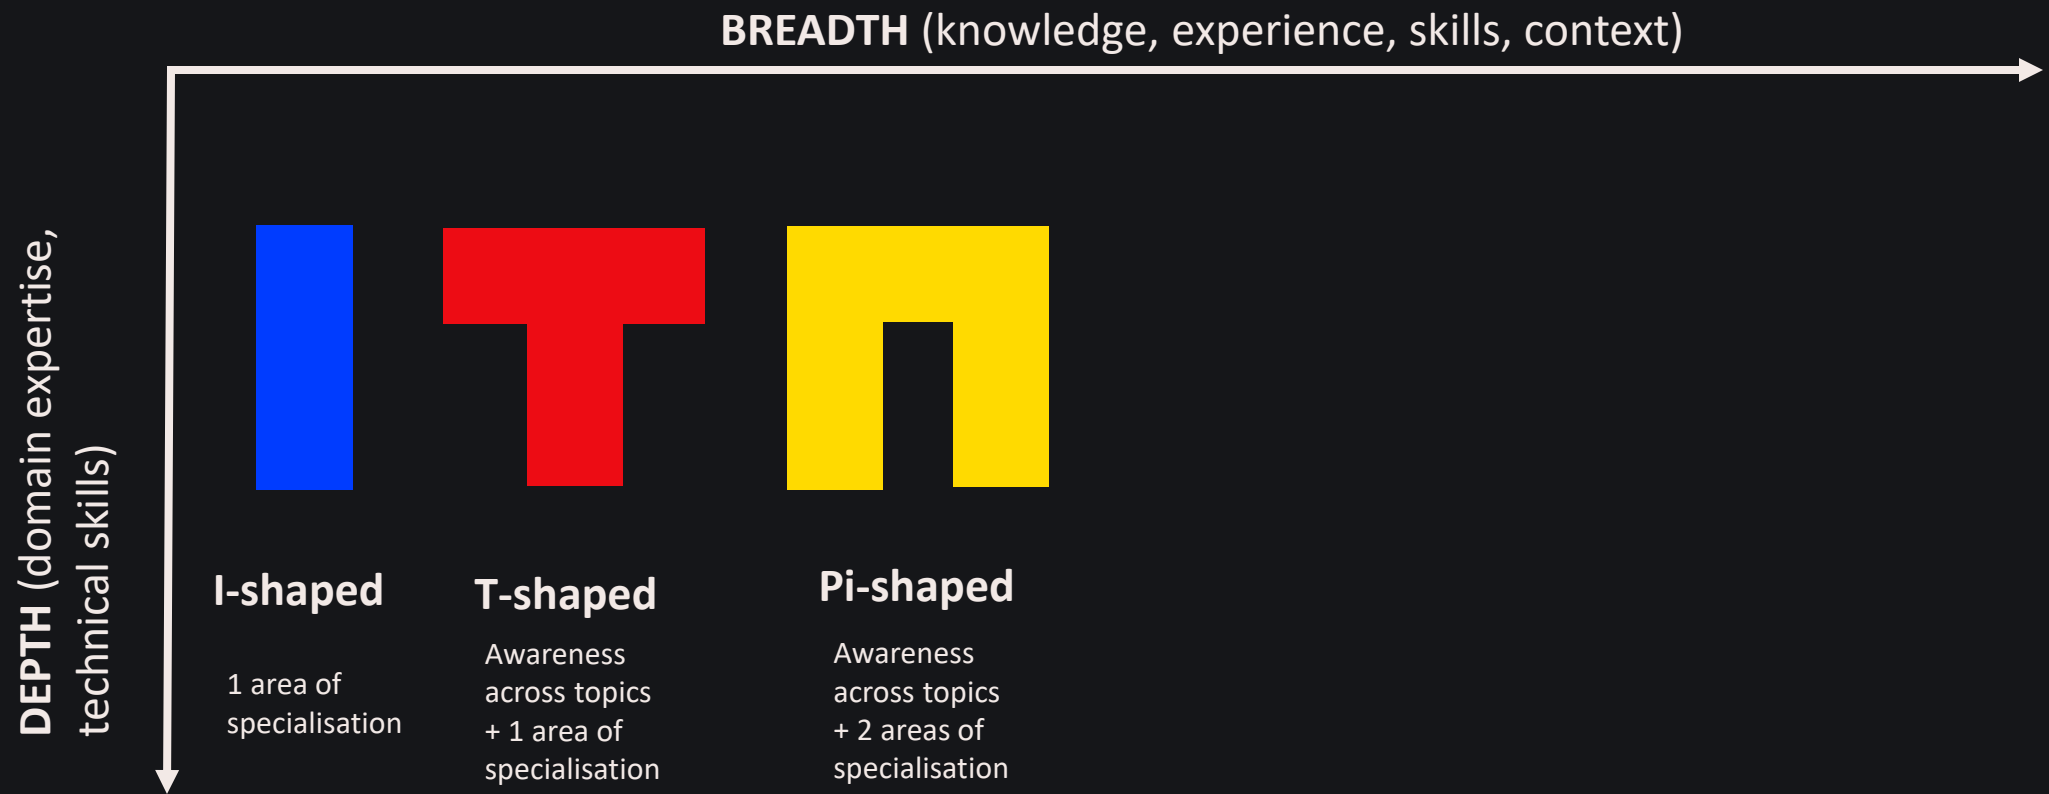 BREADTH (knowledge, experience, skills, context)
DEPTH (domain expertise,
technical skills)
I-shaped
1 area of
specialisation
T-shaped
Awareness
across topics
+ 1 area of
specialisation
Pi-shaped
Awareness
across topics
+ 2 areas of
specialisation